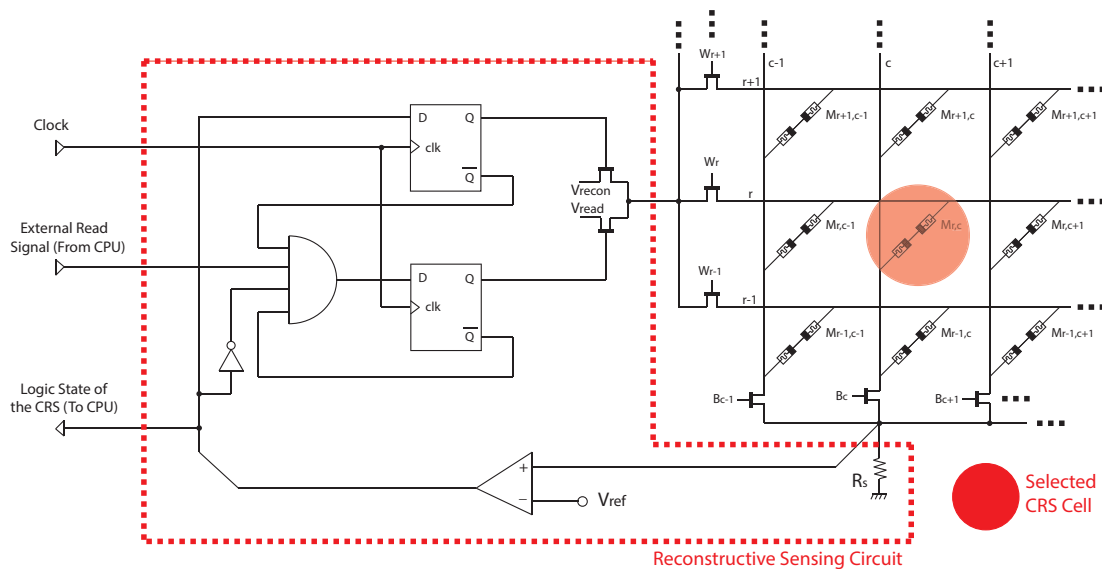 Clock
External Read
Signal (From CPU)
Logic State of
the CRS (To CPU)
D
Q
clk
Q
D
Q
clk
Q
Vrecon
Vread
+
−
Vref
Rs
Wr+1
Wr
Wr-1
r+1
r
r-1
c-1
c
c+1
Mr+1,c-1
Mr+1,c
Mr+1,c+1
Mr,c-1
Mr,c
Mr,c+1
Mr-1,c-1
Mr-1,c
Mr-1,c+1
Bc-1
Bc
Bc+1
Selected
CRS Cell
Reconstructive Sensing Circuit